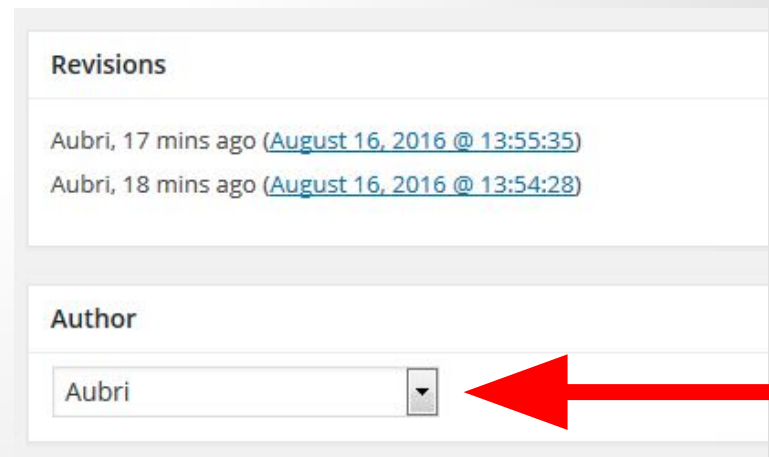 Revisions
Aubri, 17 mins ago (August 16, 2016 @ 13:55:35)
Aubri, 18 mins ago (August 16, 2016 @ 13:54:28)
Author
Aubri